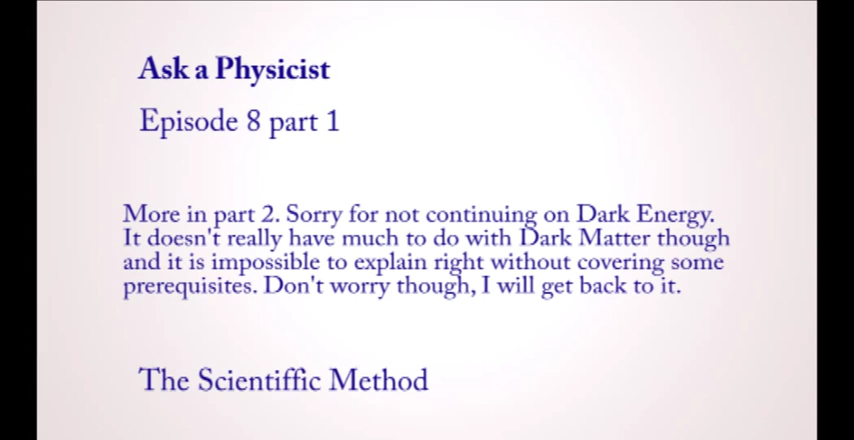 Ask a Physicist
Episode 8 part 1
More in part 2. Sorry for not continuing on Dark Energy.
It doesn't really have much to do with Dark Matter though
and it is impossible to explain right without covering some
prerequisites. Don't worry though, I will get back to it.
The Scientiffic Method